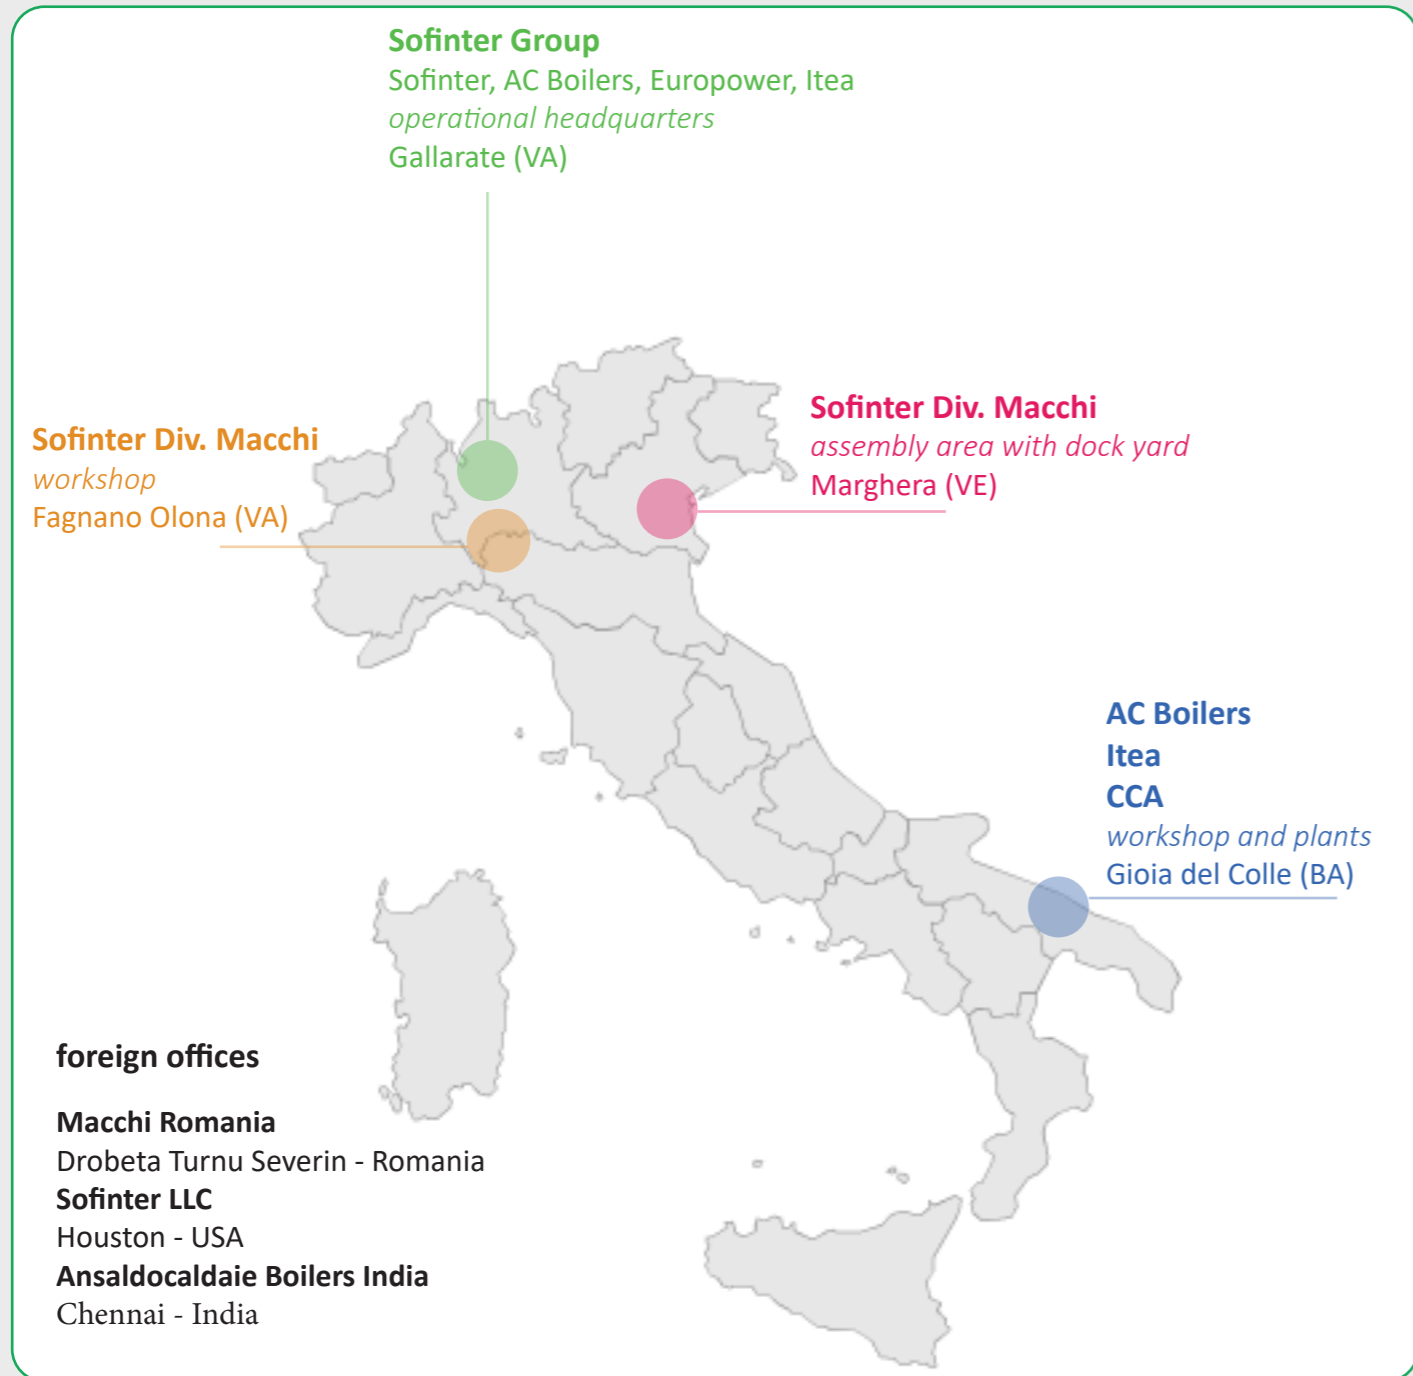 Sofinter Group
Sofinter, AC Boilers, Europower, Itea
operational headquarters
Gallarate (VA)
Sofinter Div. Macchi
assembly area with dock yard
Marghera (VE)
Sofinter Div. Macchi
workshop
Fagnano Olona (VA)
AC Boilers
Itea
CCA
workshop and plants
Gioia del Colle (BA)
foreign offices
Macchi Romania
Drobeta Turnu Severin - Romania
Sofinter LLC
Houston - USA
Ansaldocaldaie Boilers India
Chennai - India